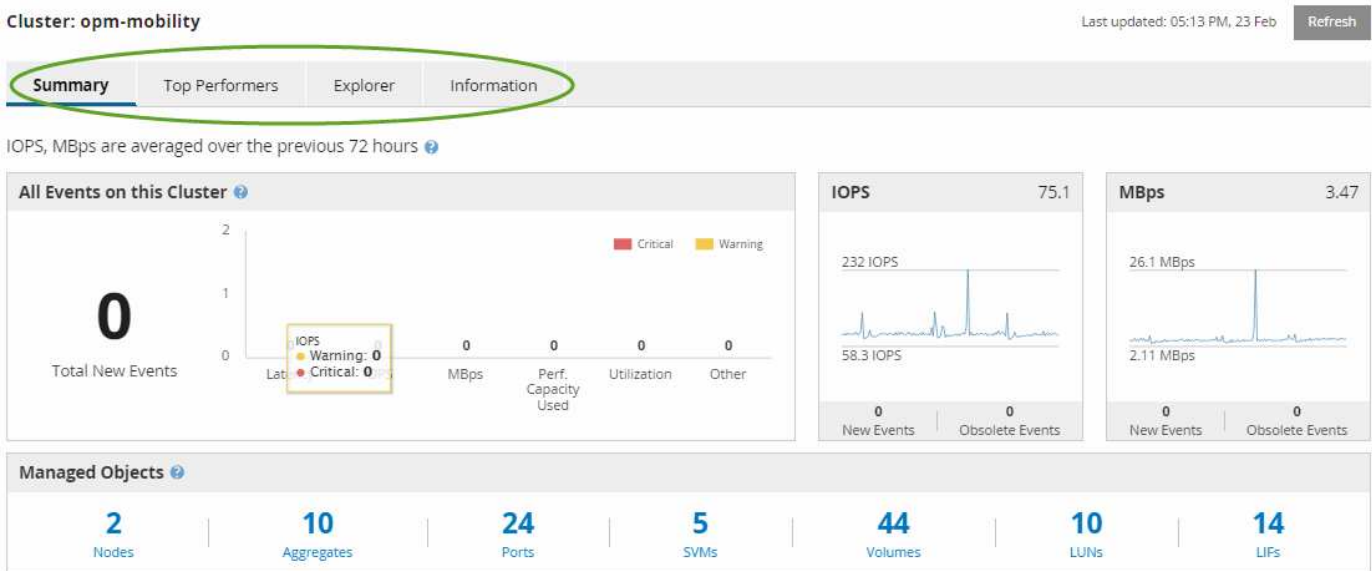 Cluster: opm-mobility
Last updated: 05:13 PM, 23 Feb
Refresh
Summary
Top Performers
Explorer
Information
IOPS, MBps are averaged over the previous 72 hours
All Events on this Cluster
0
Total New Events
2
1
0
Critical
Warning
IOPS
Warning: 0
Critical: 0
0
0
0
0
MBps
Perf.
Capacity
Used
Utilization
Other
IOPS
75.1
232 IOPS
58.3 IOPS
0
New Events
0
Obsolete Events
MBps
3.47
26.1 MBps
2.11 MBps
0
New Events
0
Obsolete Events
Managed Objects
2
Nodes
10
Aggregates
24
Ports
5
SVMs
44
Volumes
10
LUNs
14
LIFs